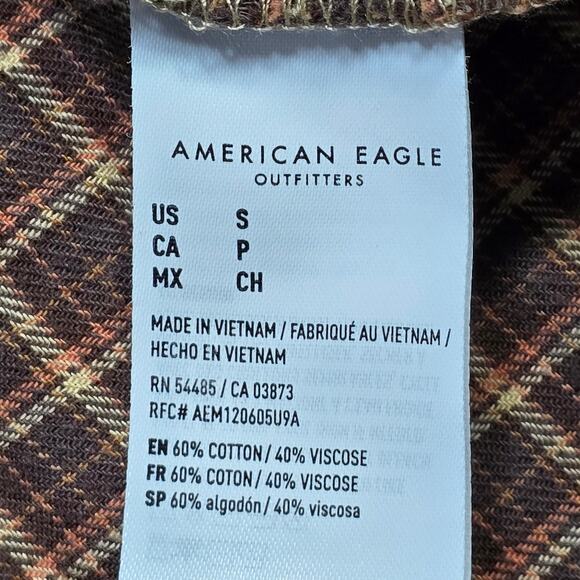 AMERICAN EAGLE
OUTFITTERS
US S
CA P
MX CH
MADE IN VIETNAM / FABRIQUÉ AU VIETNAM /
HECHO EN VIETNAM
RN 54485 / CA 03873
RFC# AEM120605U9A
EN 60% COTTON / 40% VISCOSE
FR 60% COTON / 40% VISCOSE
SP 60% algodón / 40% viscosa